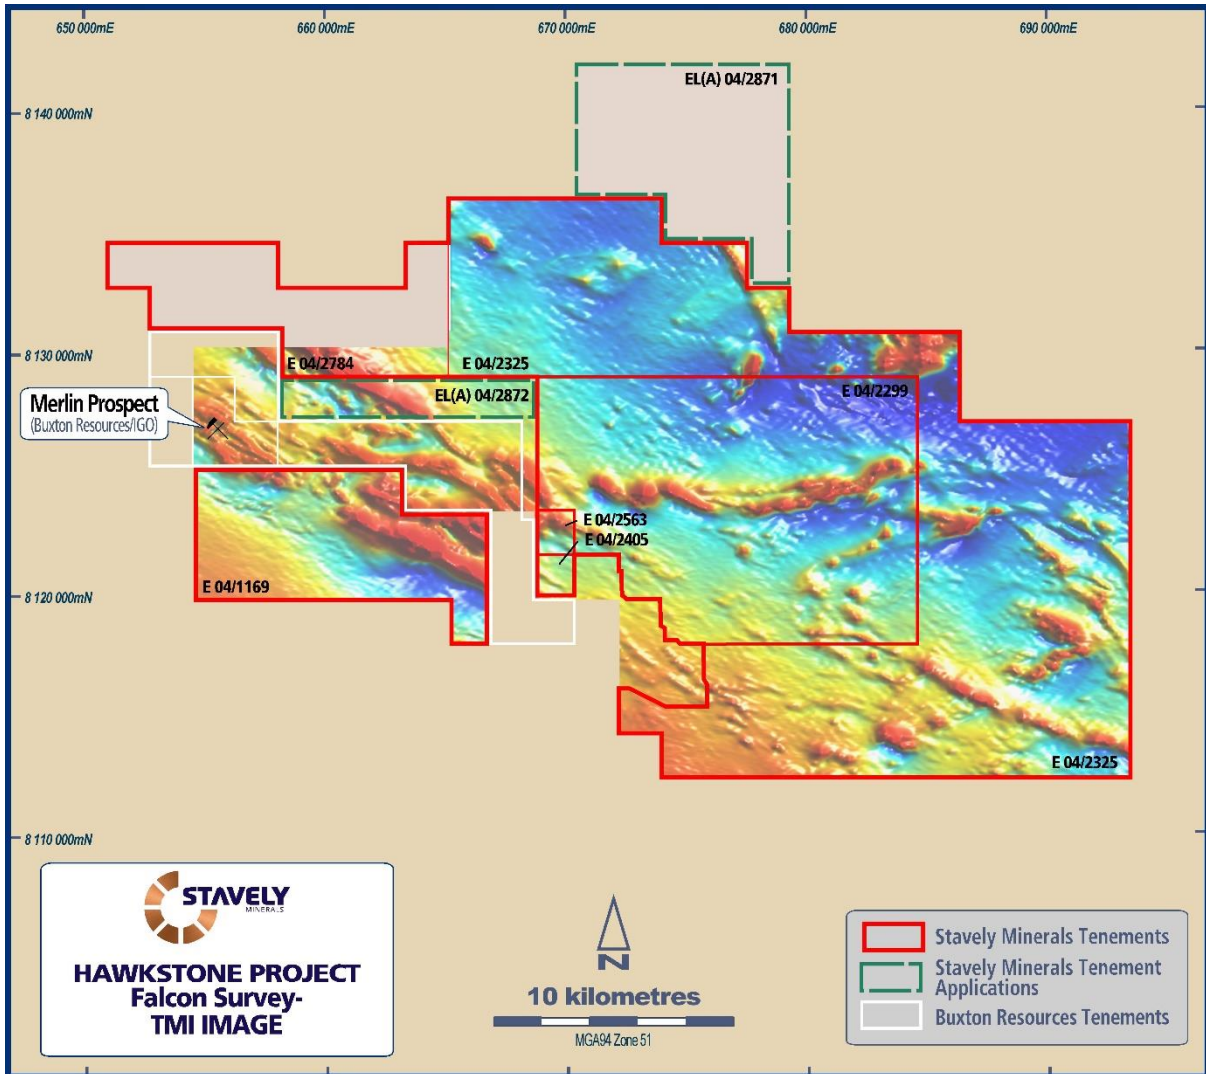 650 000mE
660 000mE
670 000mE
680 000mE
690 000mE
EL(A) 04/2871
8 140 000mN
8 130 000mN
E 04/2784
E 04/2325
E 04/2299
EL(A) 04/2872
Merlin Prospect
(Buxton Resources/IGO)
E 04/2563
E 04/2405
E 04/1169
8 120 000mN
E 04/2325
8 110 000mN
STAVELY
MINERALS
HAWKSTONE PROJECT
Falcon Survey-
TMI IMAGE
N
10 kilometres
MGA94 Zone 51
Stavely Minerals Tenements
Stavely Minerals Tenement
Applications
Buxton Resources Tenements